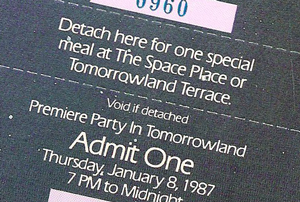 0960
Detach here for one special
meal at The Space Place or
Tomorrowland Terrace.
Void if detached
Premiere Party In Tomorrowland
Admit One
Thursday, January 8, 1987
7 PM to Midnight